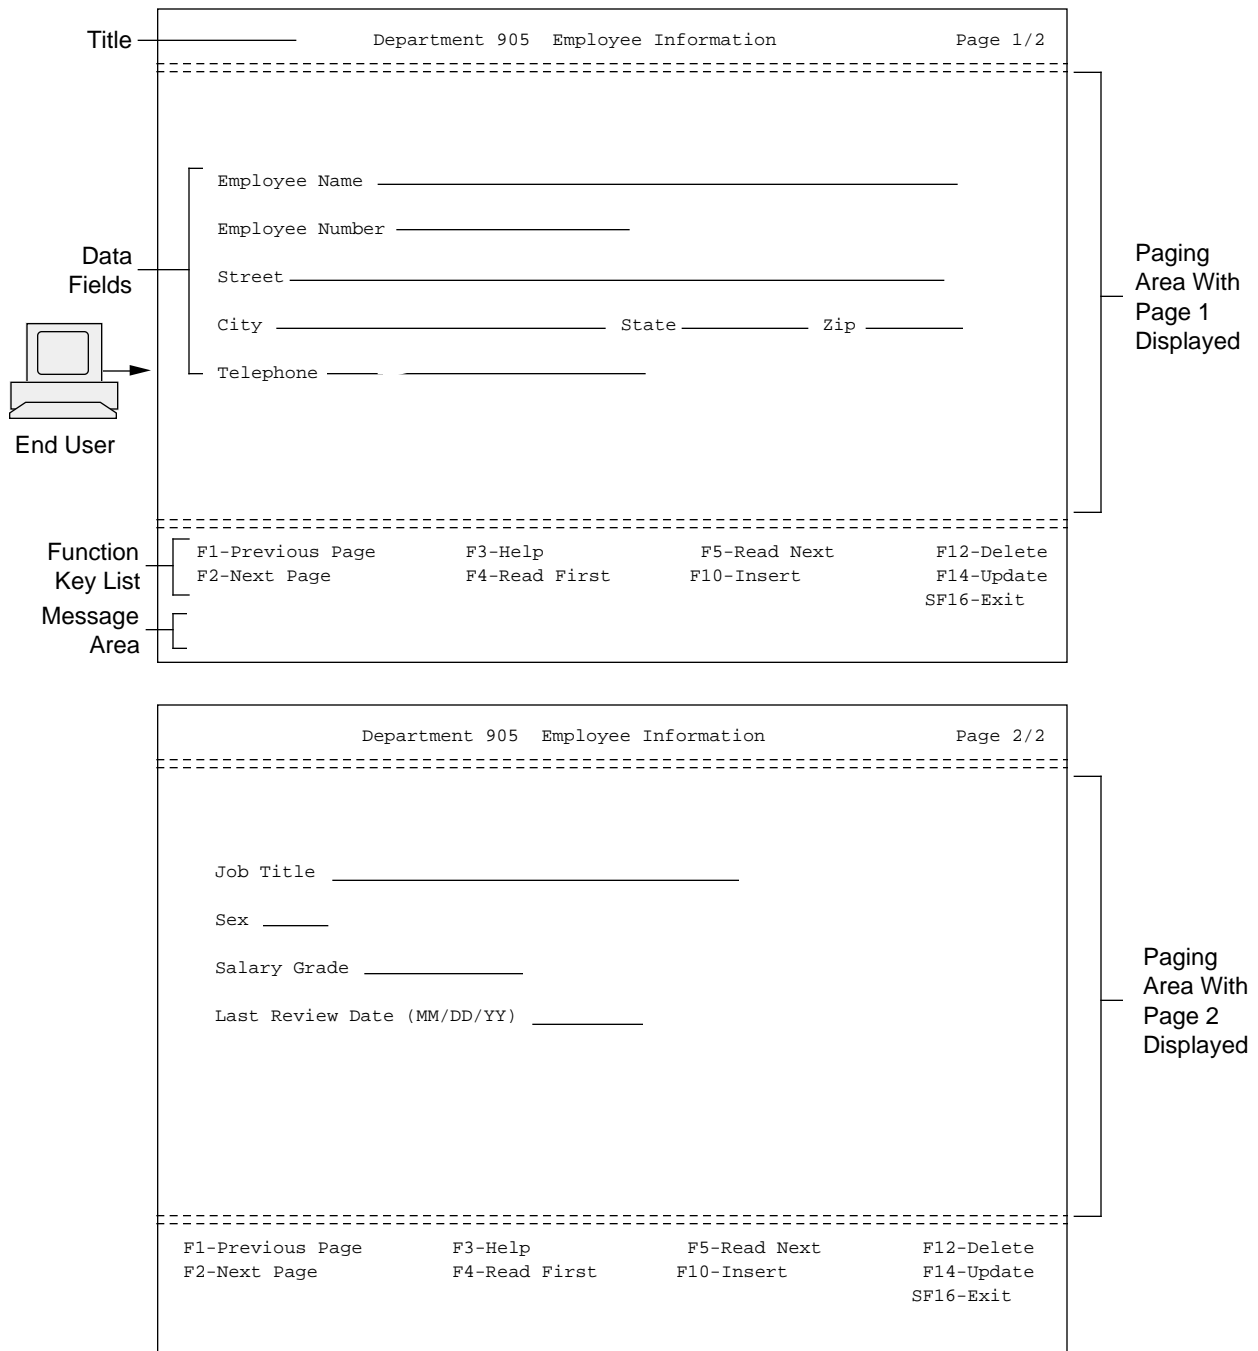 Title Department 905 Employee Information Page 1/2
Employee Name
Employee Number
Data
Fields
Street
City State Zip
Telephone
End User
Paging
Area With
Page 1
Displayed
Function
Key List
F1-Previous Page F3-Help F5-Read Next F12-Delete
F2-Next Page F4-Read First F10-Insert F14-Update
SF16-Exit
Message
Area
Department 905 Employee Information Page 2/2
Job Title
Sex
Salary Grade
Last Review Date (MM/DD/YY)
Paging
Area With
Page 2
Displayed
F1-Previous Page F3-Help F5-Read Next F12-Delete
F2-Next Page F4-Read First F10-Insert F14-Update
SF16-Exit